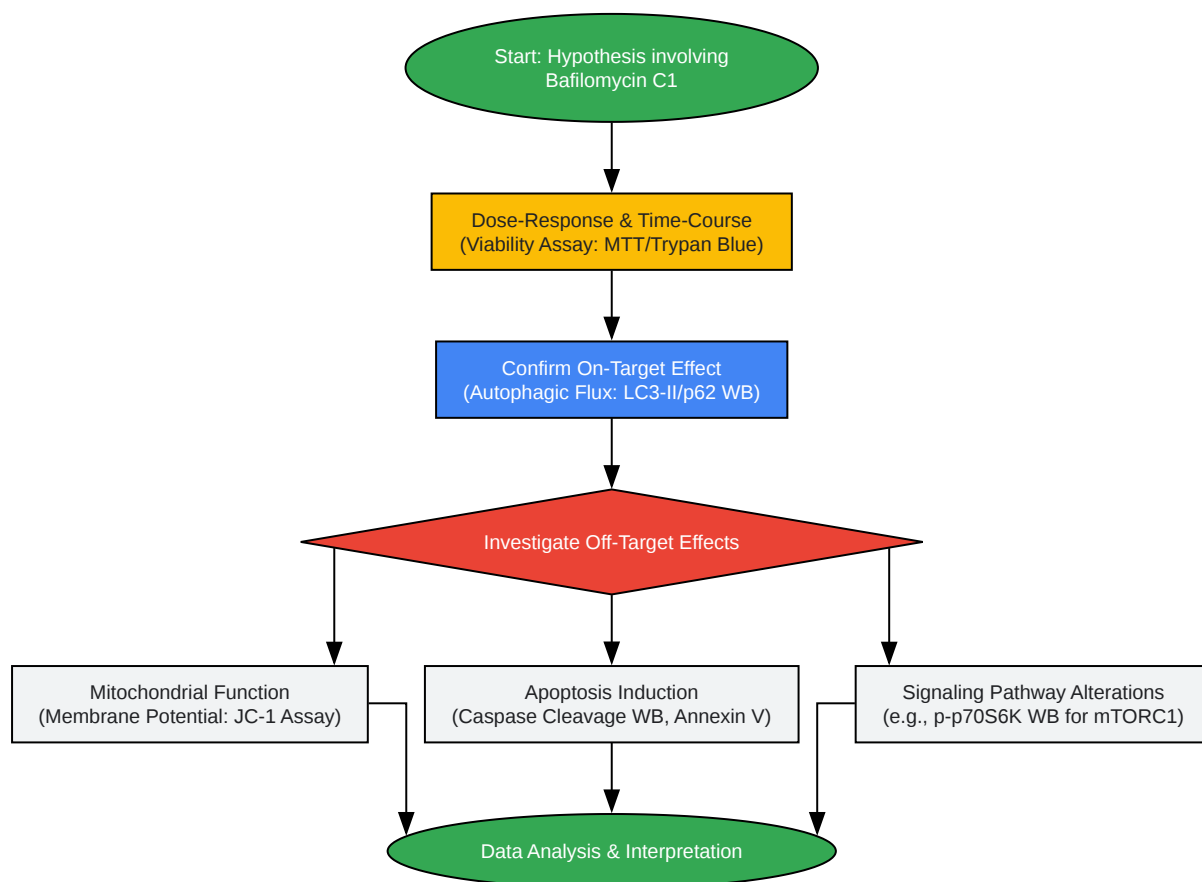 Start: Hypothesis involving
Bafilomycin C1
Dose-Response & Time-Course
(Viability Assay: MTT/Trypan Blue)
Confirm On-Target Effect
(Autophagic Flux: LC3-II/p62 WB)
Investigate Off-Target Effects
Mitochondrial Function
(Membrane Potential: JC-1 Assay)
Apoptosis Induction
(Caspase Cleavage WB, Annexin V)
Signaling Pathway Alterations
(e.g., p-p70S6K WB for mTORC1)
Data Analysis & Interpretation